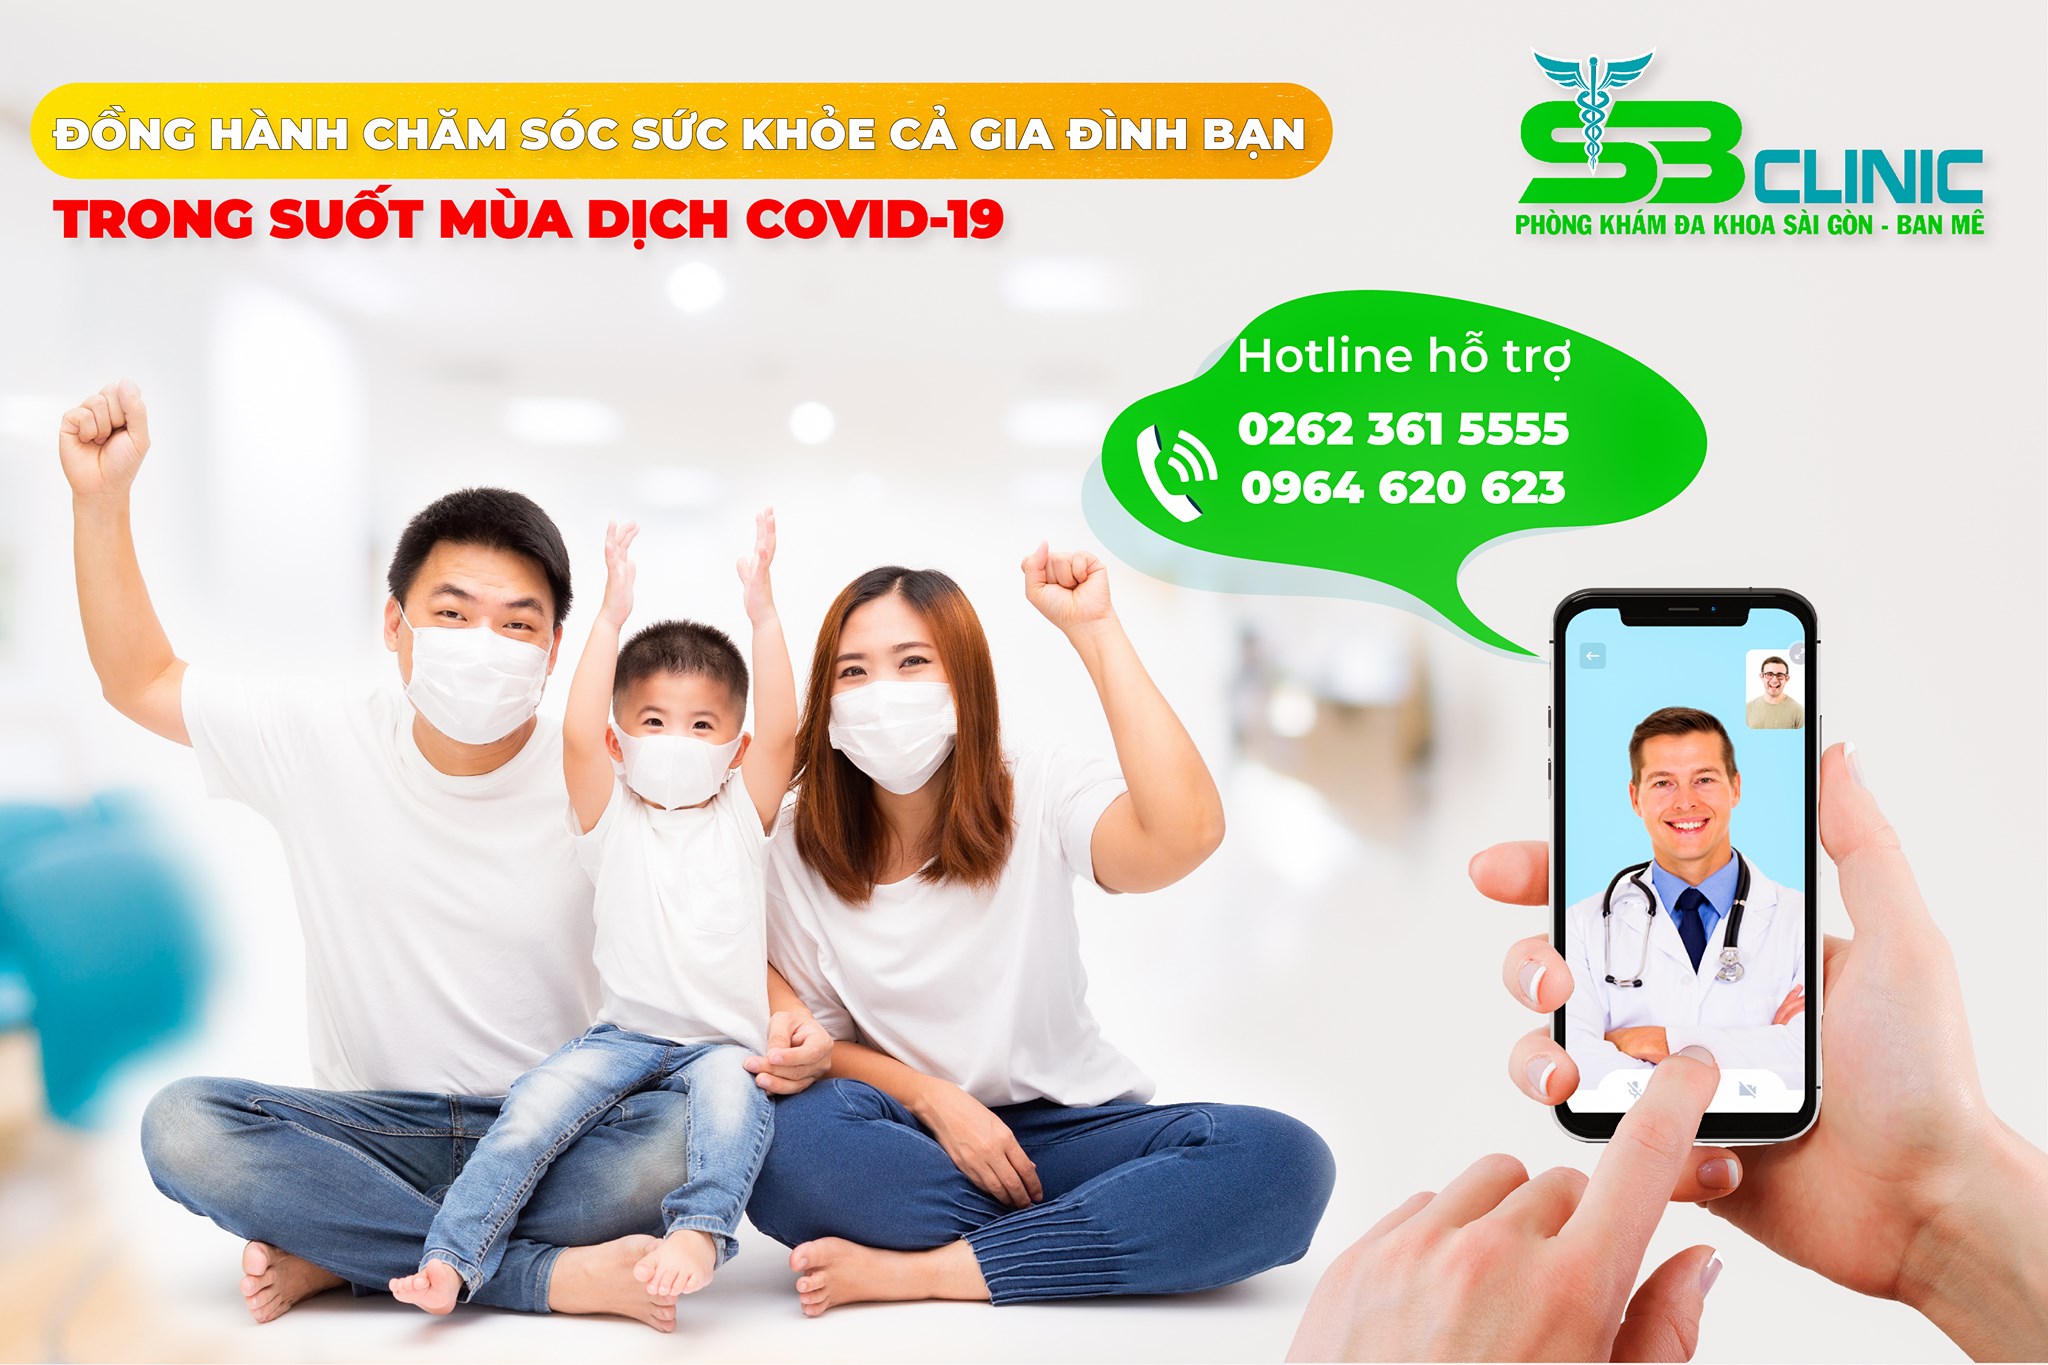 ĐỒNG HÀNH CHĂM SÓC SỨC KHỎE CẢ GIA ĐÌNH BẠN
TRONG SUỐT MÙA DỊCH COVID-19
SB CLINIC
PHÒNG KHÁM ĐA KHOA SÀI GÒN - BAN MÊ
Hotline hỗ trợ
0262 361 5555
0964 620 623